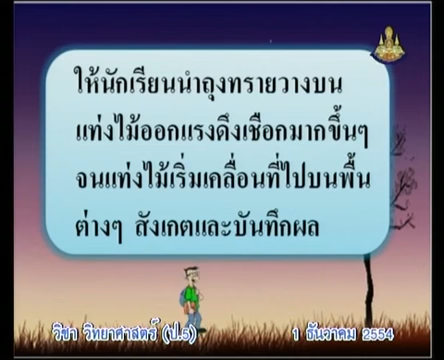 ให้นักเรียนนำถุงทรายวางบน
แท่งไม้ออกแรงดึงเชือกมากขึ้นๆ
จนแท่งไม้เริ่มเคลื่อนที่ไปบนพื้น
ต่างๆ สังเกตและบันทึกผล
วิชา วิทยาศาสตร์ (ป.5)
1 ธันวาคม 2554